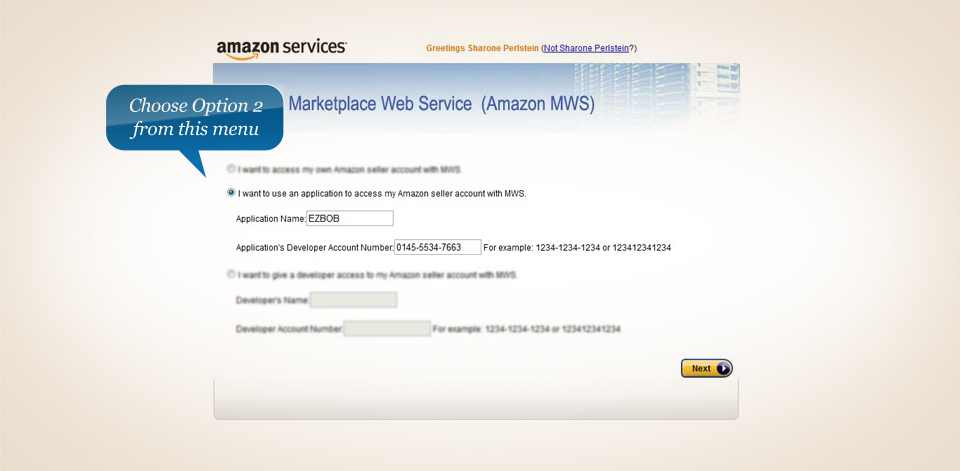 amazon services
Greetings Sharone Perlstein (Not Sharone Perlstein?)
Choose Option 2
from this menu
Marketplace Web Service (Amazon MWS)
I want to access my own Amazon seller account with MWS.
I want to use an application to access my Amazon seller account with MWS.
Application Name: EZBOB
Application's Developer Account Number: 0145-5534-7663 For example: 1234-1234-1234 or 123412341234
I want to give a developer access to my Amazon seller account with MWS.
Developer's Name:
Developer Account Number: For example: 1234-1234-1234 or 123412341234
Next